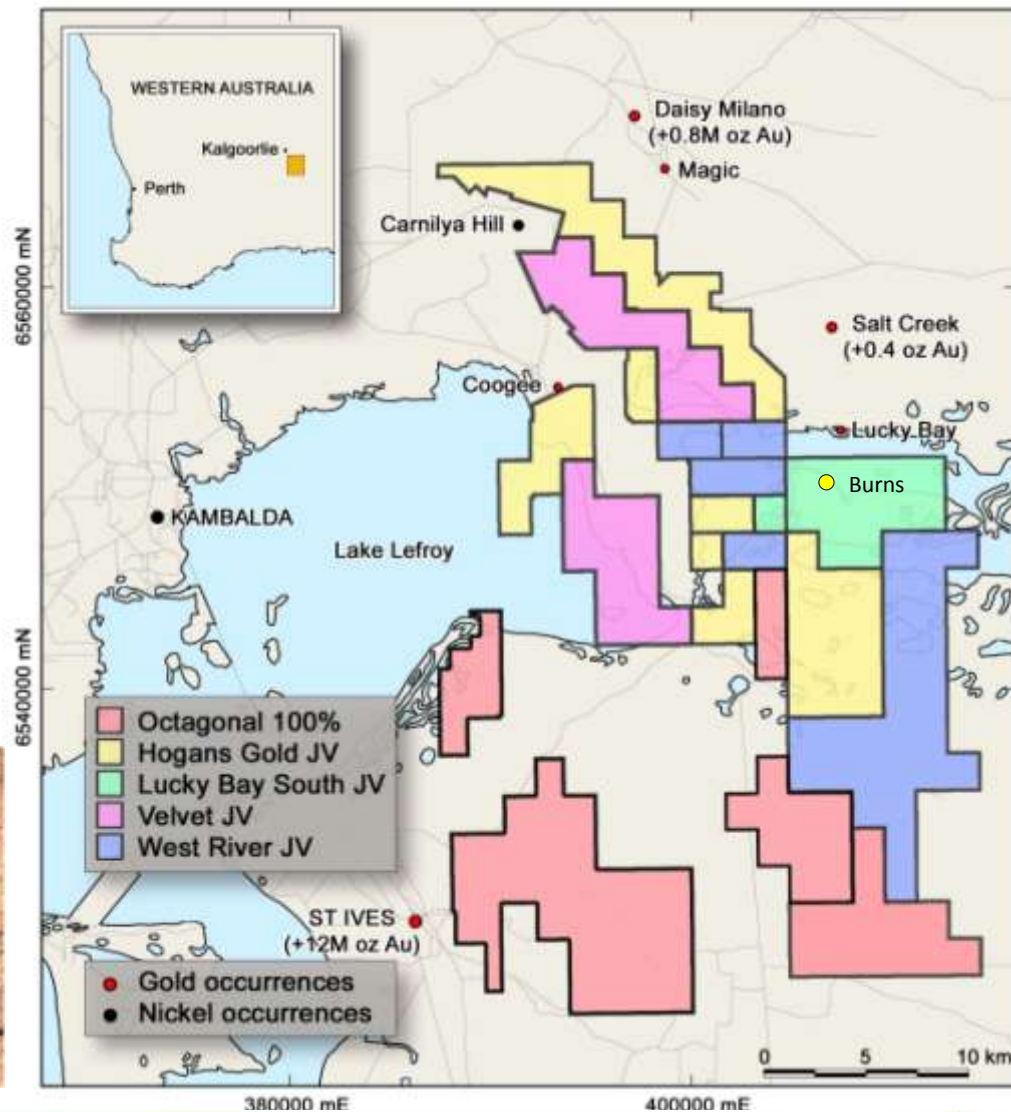 WESTERN AUSTRALIA
Kalgoorlie
Perth
Daisy Milano
(+0.8M oz Au)
Magic
Carnilya Hill
6560000 mN
Salt Creek
(+0.4 oz Au)
Coogee
Lucky Bay
Burns
KAMBALDA
Lake Lefroy
6540000 mN
Octagonal 100%
Hogans Gold JV
Lucky Bay South JV
Velvet JV
West River JV
ST IVES
(+12M oz Au)
Gold occurrences
Nickel occurrences
0 5 10 km
380000 mE
400000 mE